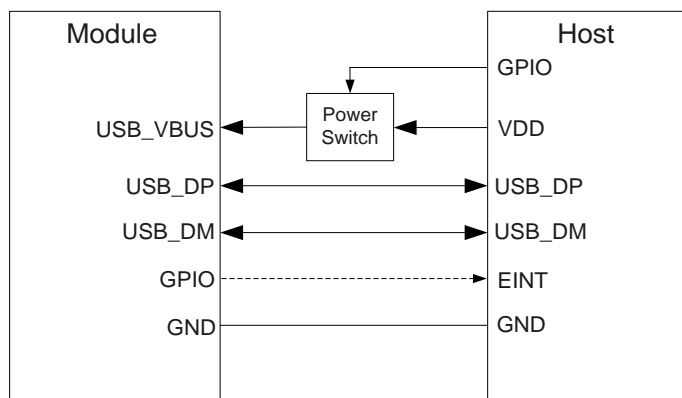 Module
Host
GPIO
Power
Switch
USB_VBUS
VDD
USB_DP
USB_DP
USB_DM
USB_DM
GPIO
EINT
GND
GND